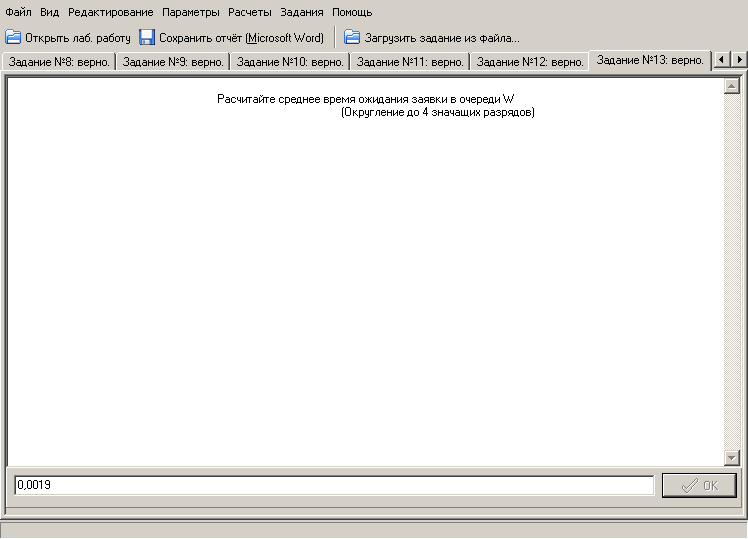 Файл Вид Редактирование Параметры Расчеты Задания Помощь
Открыть лаб. работу Сохранить отчёт (Microsoft Word) Загрузить задание из файла...
Задание №8: верно. Задание №9: верно. Задание №10: верно. Задание №11: верно. Задание №12: верно. Задание №13: верно.
Расчитайте среднее время ожидания заявки в очереди W
(Округление до 4 значащих разрядов)
0,0019
OK